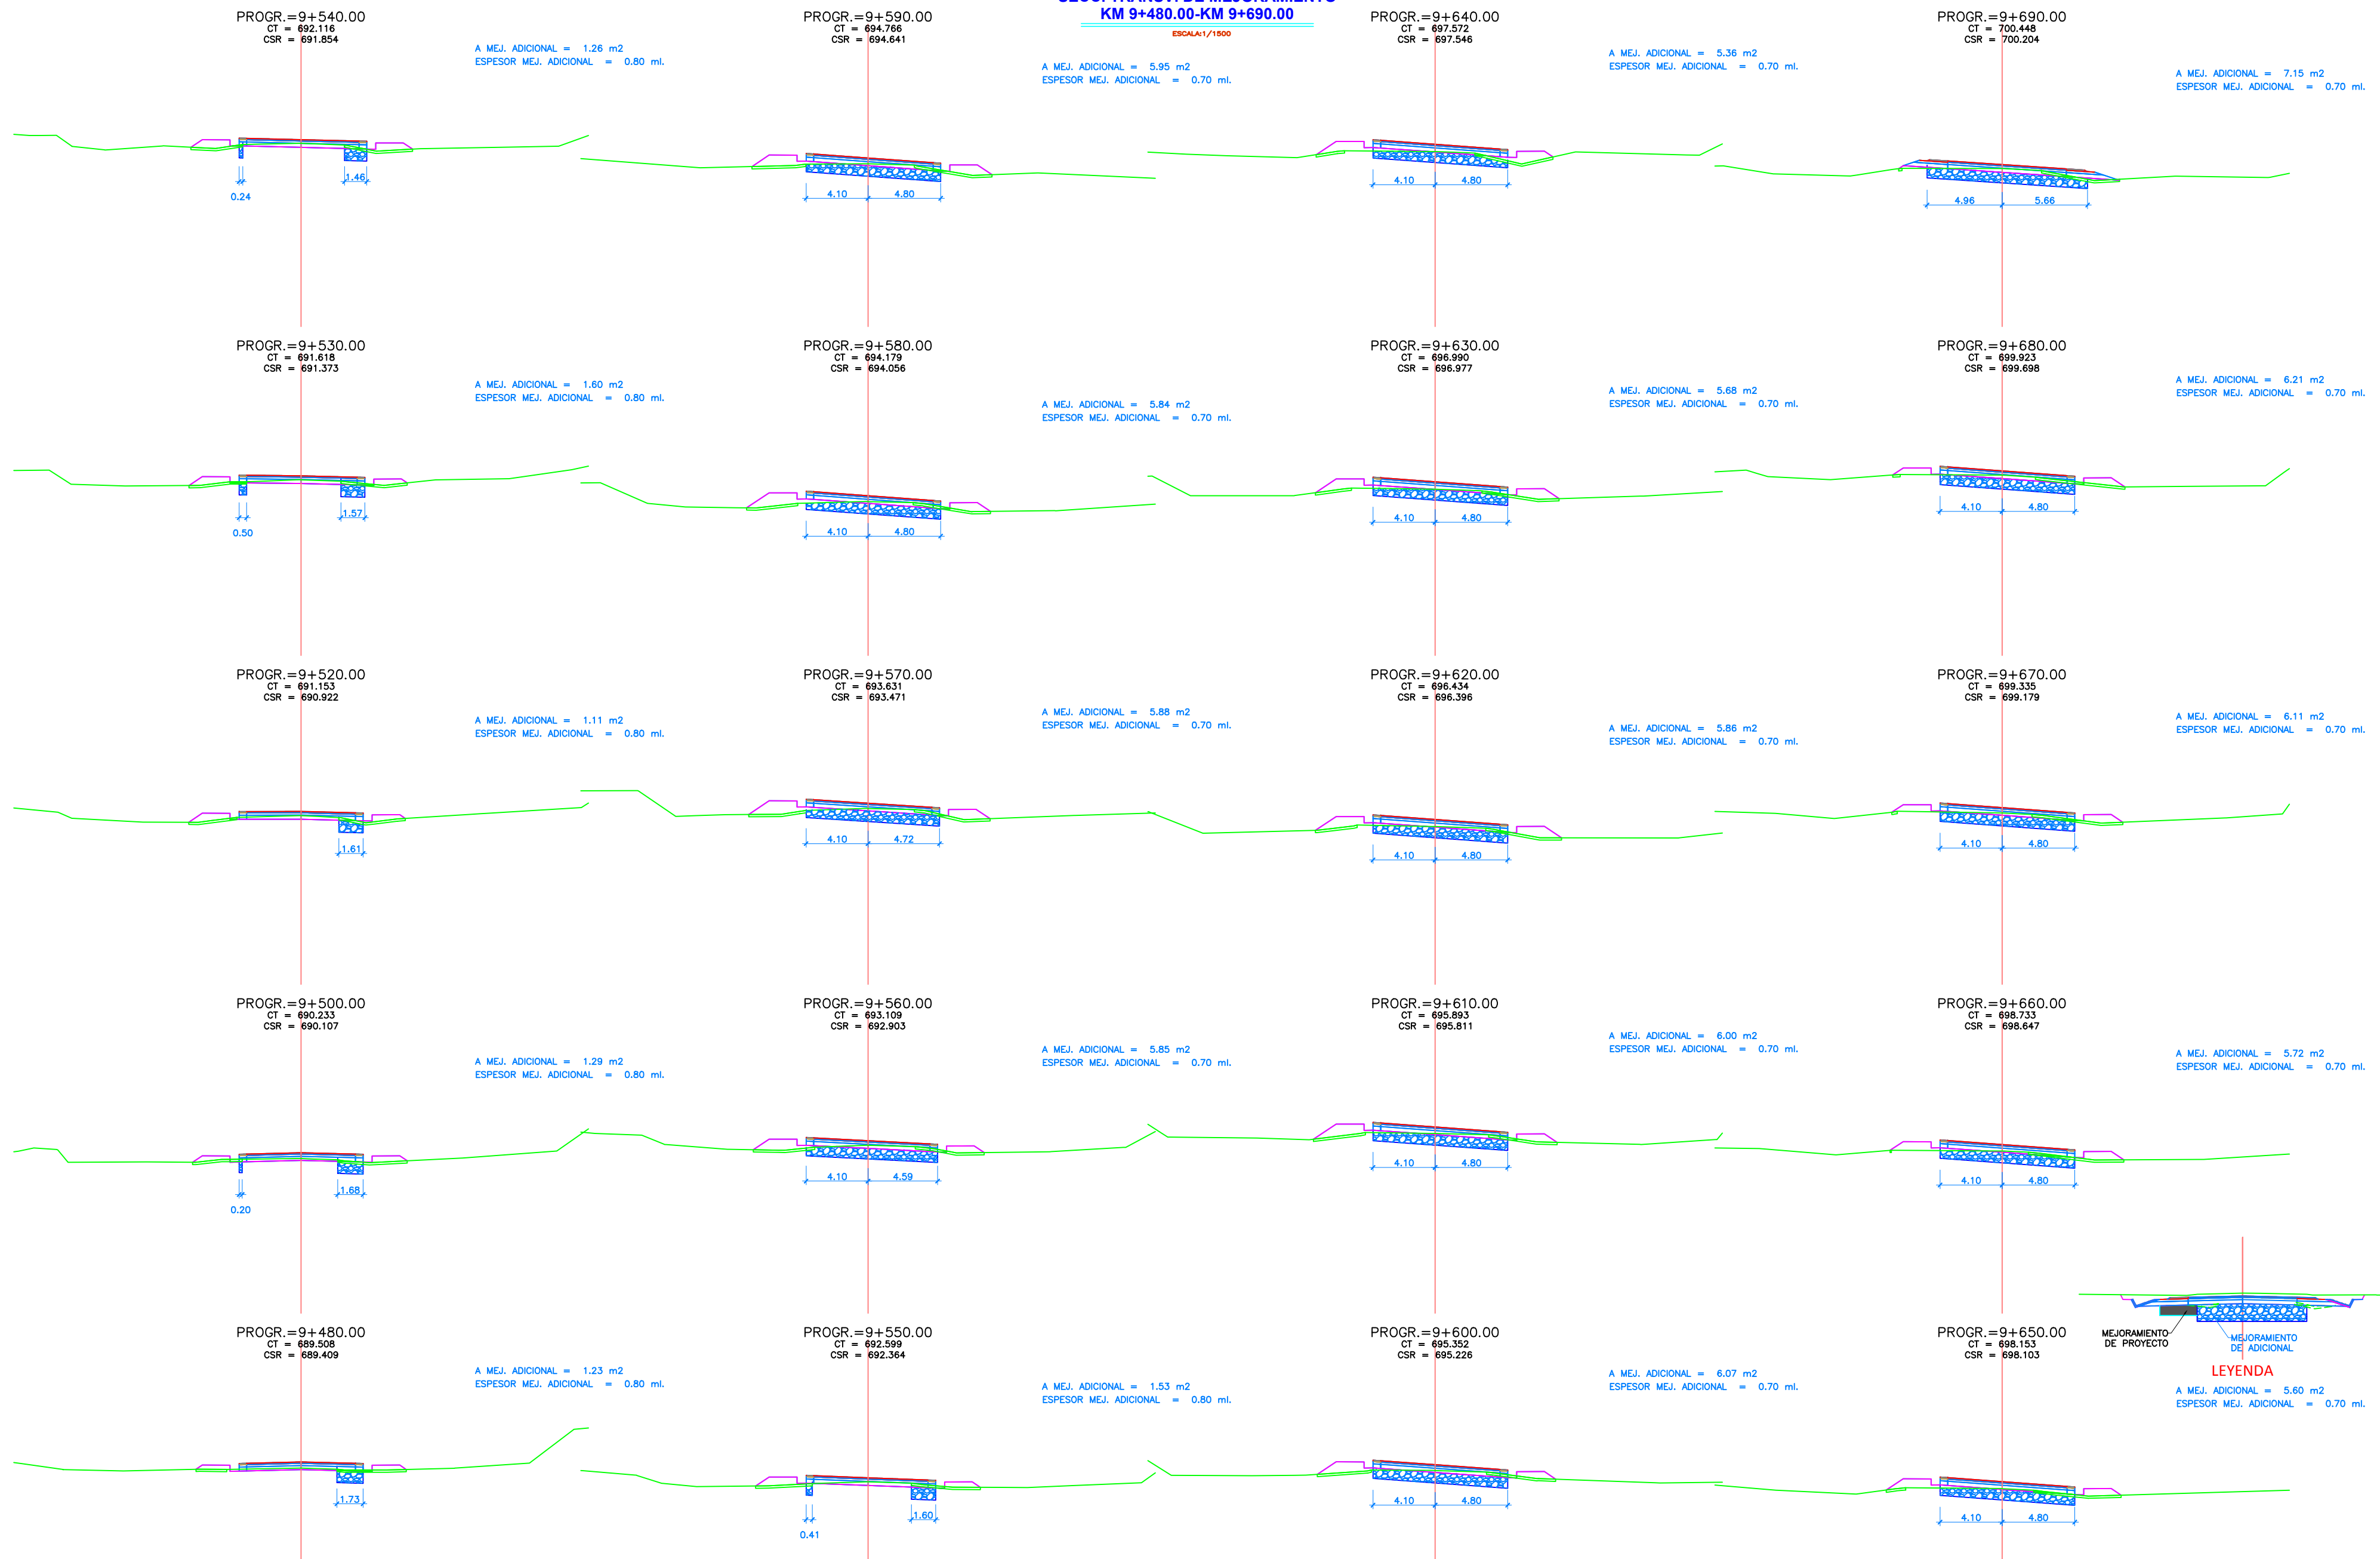 SECC. TRANSV. DE MEJORAMIENTO
KM 9+480.00-KM 9+690.00
ESCALA:1/1500
PROGR.=9+540.00
CT = 692.116
CSR = 691.854
A MEJ. ADICIONAL = 1.26 m2
ESPESOR MEJ. ADICIONAL = 0.80 ml.
0.24
1.46
PROGR.=9+590.00
CT = 694.766
CSR = 694.641
A MEJ. ADICIONAL = 5.95 m2
ESPESOR MEJ. ADICIONAL = 0.70 ml.
4.10
4.80
PROGR.=9+640.00
CT = 697.572
CSR = 697.546
A MEJ. ADICIONAL = 5.36 m2
ESPESOR MEJ. ADICIONAL = 0.70 ml.
4.10
4.80
PROGR.=9+690.00
CT = 700.448
CSR = 700.204
A MEJ. ADICIONAL = 7.15 m2
ESPESOR MEJ. ADICIONAL = 0.70 ml.
4.96
5.66
PROGR.=9+530.00
CT = 691.618
CSR = 691.373
A MEJ. ADICIONAL = 1.60 m2
ESPESOR MEJ. ADICIONAL = 0.80 ml.
0.50
1.57
PROGR.=9+580.00
CT = 694.179
CSR = 694.056
A MEJ. ADICIONAL = 5.84 m2
ESPESOR MEJ. ADICIONAL = 0.70 ml.
4.10
4.80
PROGR.=9+630.00
CT = 696.990
CSR = 696.977
A MEJ. ADICIONAL = 5.68 m2
ESPESOR MEJ. ADICIONAL = 0.70 ml.
4.10
4.80
PROGR.=9+680.00
CT = 699.923
CSR = 699.698
A MEJ. ADICIONAL = 6.21 m2
ESPESOR MEJ. ADICIONAL = 0.70 ml.
4.10
4.80
PROGR.=9+520.00
CT = 691.153
CSR = 690.922
A MEJ. ADICIONAL = 1.11 m2
ESPESOR MEJ. ADICIONAL = 0.80 ml.
1.61
PROGR.=9+570.00
CT = 693.631
CSR = 693.471
A MEJ. ADICIONAL = 5.88 m2
ESPESOR MEJ. ADICIONAL = 0.70 ml.
4.10
4.72
PROGR.=9+620.00
CT = 696.434
CSR = 696.396
A MEJ. ADICIONAL = 5.86 m2
ESPESOR MEJ. ADICIONAL = 0.70 ml.
4.10
4.80
PROGR.=9+670.00
CT = 699.335
CSR = 699.179
A MEJ. ADICIONAL = 6.11 m2
ESPESOR MEJ. ADICIONAL = 0.70 ml.
4.10
4.80
PROGR.=9+500.00
CT = 690.233
CSR = 690.107
A MEJ. ADICIONAL = 1.29 m2
ESPESOR MEJ. ADICIONAL = 0.80 ml.
0.20
1.68
PROGR.=9+560.00
CT = 693.109
CSR = 692.903
A MEJ. ADICIONAL = 5.85 m2
ESPESOR MEJ. ADICIONAL = 0.70 ml.
4.10
4.59
PROGR.=9+610.00
CT = 695.893
CSR = 695.811
A MEJ. ADICIONAL = 6.00 m2
ESPESOR MEJ. ADICIONAL = 0.70 ml.
4.10
4.80
PROGR.=9+660.00
CT = 698.733
CSR = 698.647
A MEJ. ADICIONAL = 5.72 m2
ESPESOR MEJ. ADICIONAL = 0.70 ml.
4.10
4.80
PROGR.=9+480.00
CT = 689.508
CSR = 689.409
A MEJ. ADICIONAL = 1.23 m2
ESPESOR MEJ. ADICIONAL = 0.80 ml.
1.73
PROGR.=9+550.00
CT = 692.599
CSR = 692.364
A MEJ. ADICIONAL = 1.53 m2
ESPESOR MEJ. ADICIONAL = 0.80 ml.
0.41
1.60
PROGR.=9+600.00
CT = 695.352
CSR = 695.226
A MEJ. ADICIONAL = 6.07 m2
ESPESOR MEJ. ADICIONAL = 0.70 ml.
4.10
4.80
PROGR.=9+650.00
CT = 698.153
CSR = 698.103
MEJORAMIENTO
DE PROYECTO
MEJORAMIENTO
DE ADICIONAL
LEYENDA
A MEJ. ADICIONAL = 5.60 m2
ESPESOR MEJ. ADICIONAL = 0.70 ml.
4.10
4.80